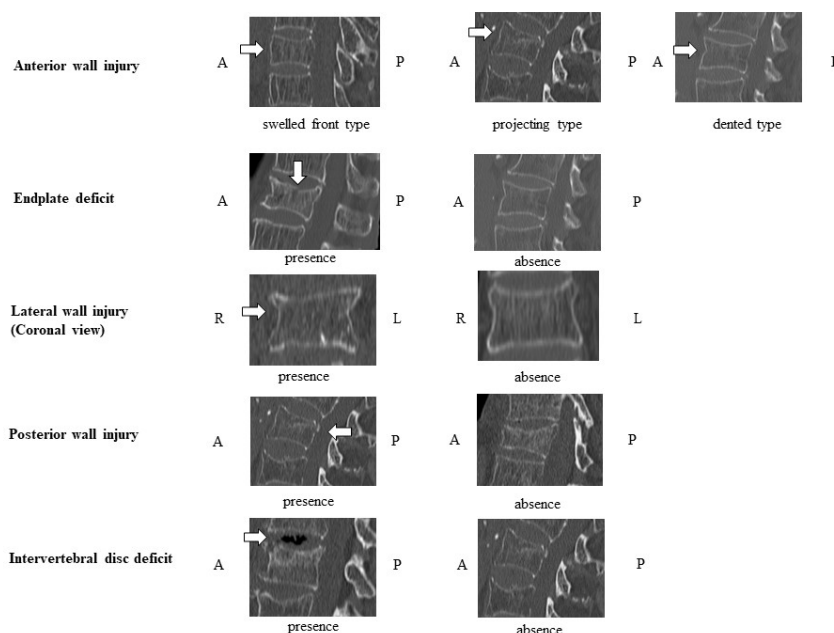 Anterior wall injury
A
P
A
P
A
P
swelled front type
projecting type
dented type
Endplate deficit
A
P
A
P
presence
absence
Lateral wall injury
(Coronal view)
R
L
R
L
presence
absence
Posterior wall injury
A
P
A
P
presence
absence
Intervertebral disc deficit
A
P
A
P
presence
absence